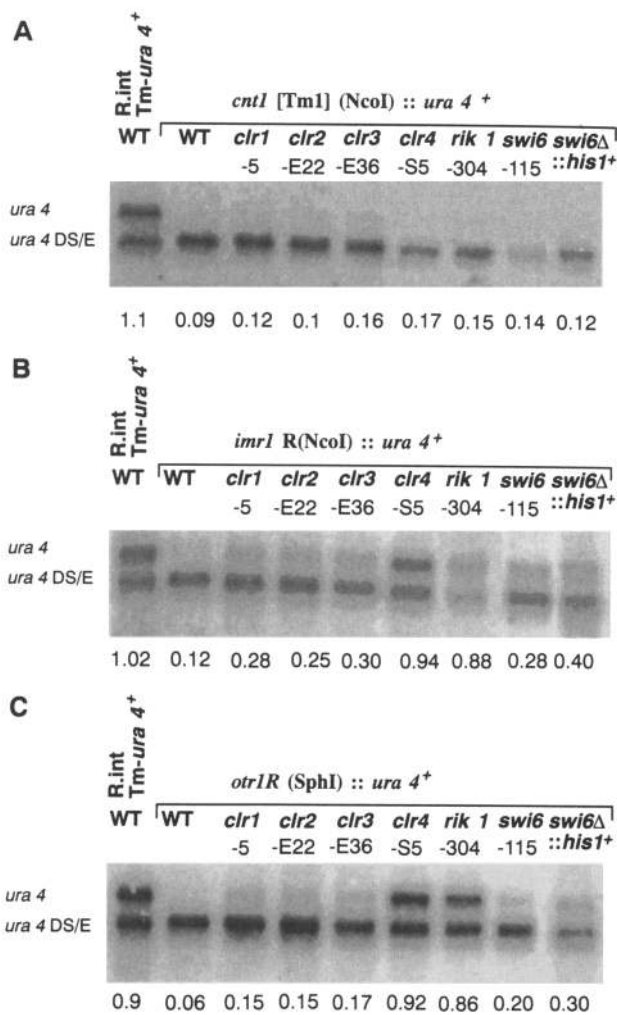 A
R.int
Tm-ura 4+
cnt1 [Tm1] (NcoI) :: ura 4 +
WT WT clr1 clr2 clr3 clr4 rik 1 swi6 swi6Δ
-5 -E22 -E36 -S5 -304 -115 ::his1+
ura 4
ura 4 DS/E
1.1 0.09 0.12 0.1 0.16 0.17 0.15 0.14 0.12
B
R.int
Tm-ura 4+
imr1 R(NcoI) :: ura 4+
WT WT clr1 clr2 clr3 clr4 rik 1 swi6 swi6Δ
-5 -E22 -E36 -S5 -304 -115 ::his1+
ura 4
ura 4 DS/E
1.02 0.12 0.28 0.25 0.30 0.94 0.88 0.28 0.40
C
R.int
Tm-ura 4+
otr1R (SphI) :: ura 4+
WT WT clr1 clr2 clr3 clr4 rik 1 swi6 swi6Δ
-5 -E22 -E36 -S5 -304 -115 ::his1+
ura 4
ura 4 DS/E
0.9 0.06 0.15 0.15 0.17 0.92 0.86 0.20 0.30